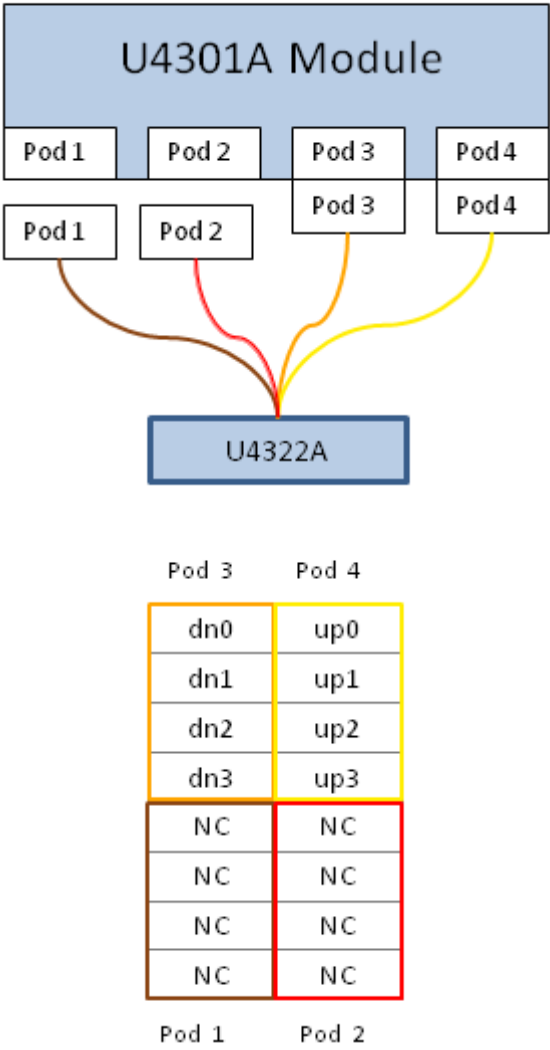 U4301A Module
Pod 1 Pod 2 Pod 3 Pod 4
Pod 3 Pod 4
Pod 1 Pod 2
U4322A
Pod 3 Pod 4
dn0 up0
dn1 up1
dn2 up2
dn3 up3
NC NC
NC NC
NC NC
NC NC
Pod 1 Pod 2